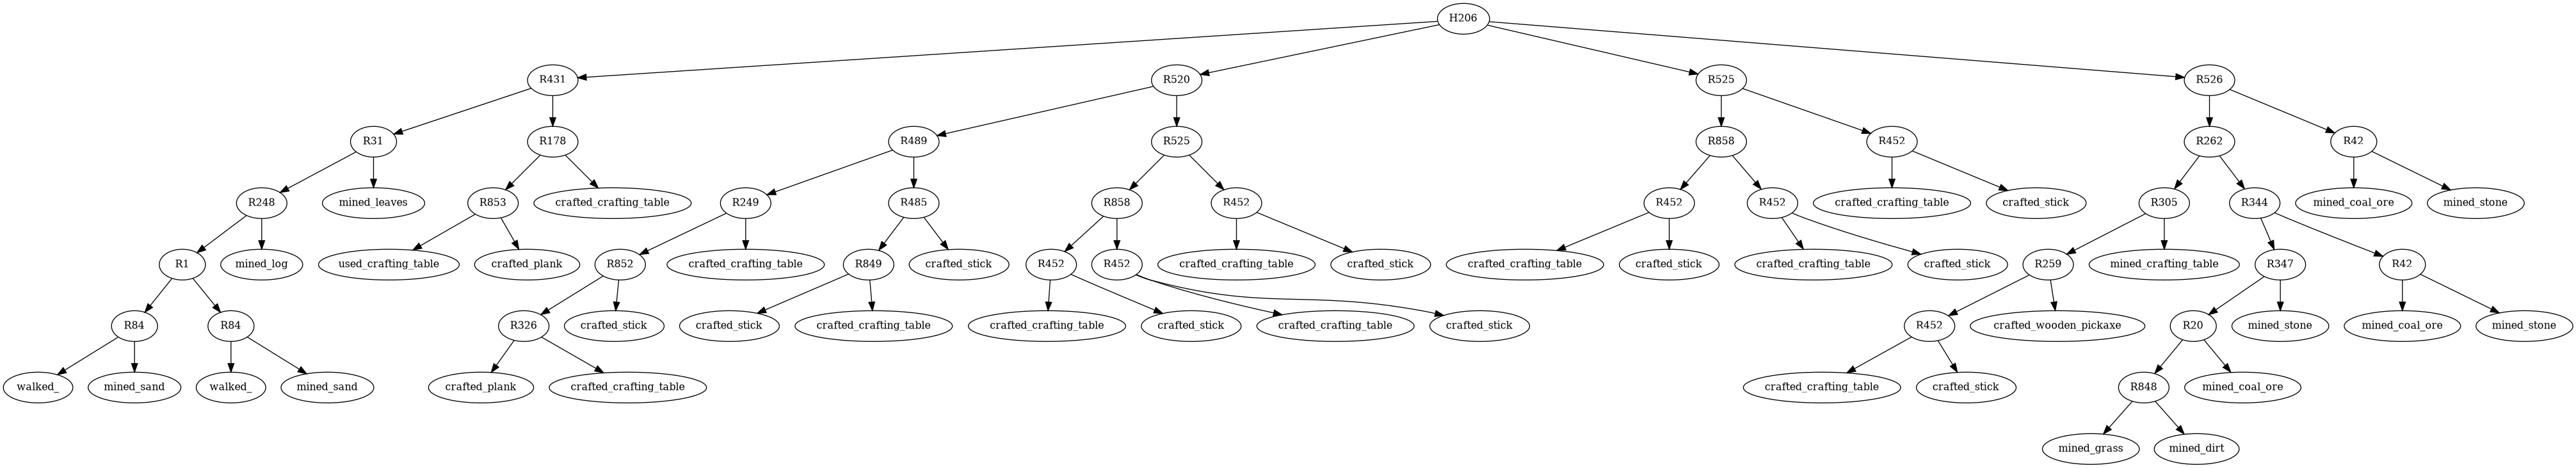 H206
R431
R520
R525
R526
R31
R178
R489
R525
R858
R452
R262
R42
R248
mined_leaves
R853
crafted_crafting_table
R249
R485
R858
R452
R452
R452
crafted_crafting_table
crafted_stick
R305
R344
mined_coal_ore
mined_stone
R1
mined_log
used_crafting_table
crafted_plank
R852
crafted_crafting_table
R849
crafted_stick
R452
R452
crafted_crafting_table
crafted_stick
crafted_crafting_table
crafted_stick
crafted_crafting_table
crafted_stick
R259
mined_crafting_table
R347
R42
R84
R84
R326
crafted_stick
crafted_stick
crafted_crafting_table
crafted_crafting_table
crafted_stick
crafted_crafting_table
crafted_stick
R452
crafted_wooden_pickaxe
R20
mined_stone
mined_coal_ore
mined_stone
walked_
mined_sand
walked_
mined_sand
crafted_plank
crafted_crafting_table
crafted_crafting_table
crafted_stick
R848
mined_coal_ore
mined_grass
mined_dirt